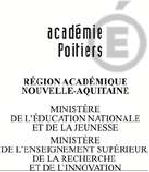 académie
Poitiers
RÉGION ACADÉMIQUE
NOUVELLE-AQUITAINE
MINISTÈRE
DE L'ÉDUCATION NATIONALE
ET DE LA JEUNESSE
MINISTÈRE
DE L'ENSEIGNEMENT SUPÉRIEUR
DE LA RECHERCHE
ET DE L'INNOVATION